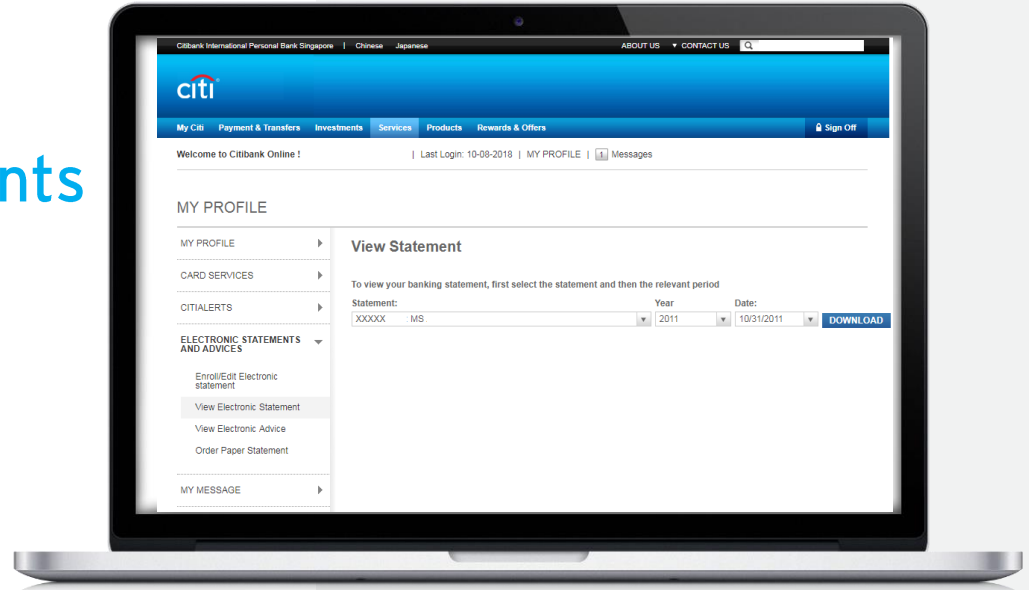 Citibank International Personal Bank Singapore | Chinese Japanese ABOUT US ▼ CONTACT US
citi
My Citi Payment & Transfers Investments Services Products Rewards & Offers Sign Off
Welcome to Citibank Online ! | Last Login: 10-08-2018 | MY PROFILE | 1 Messages
nts
MY PROFILE
MY PROFILE
CARD SERVICES
CITIALERTS
ELECTRONIC STATEMENTS
AND ADVICES
Enroll/Edit Electronic
statement
View Electronic Statement
View Electronic Advice
Order Paper Statement
MY MESSAGE
View Statement
To view your banking statement, first select the statement and then the relevant period
Statement: Year Date:
XXXXX : MS 2011 10/31/2011 DOWNLOAD